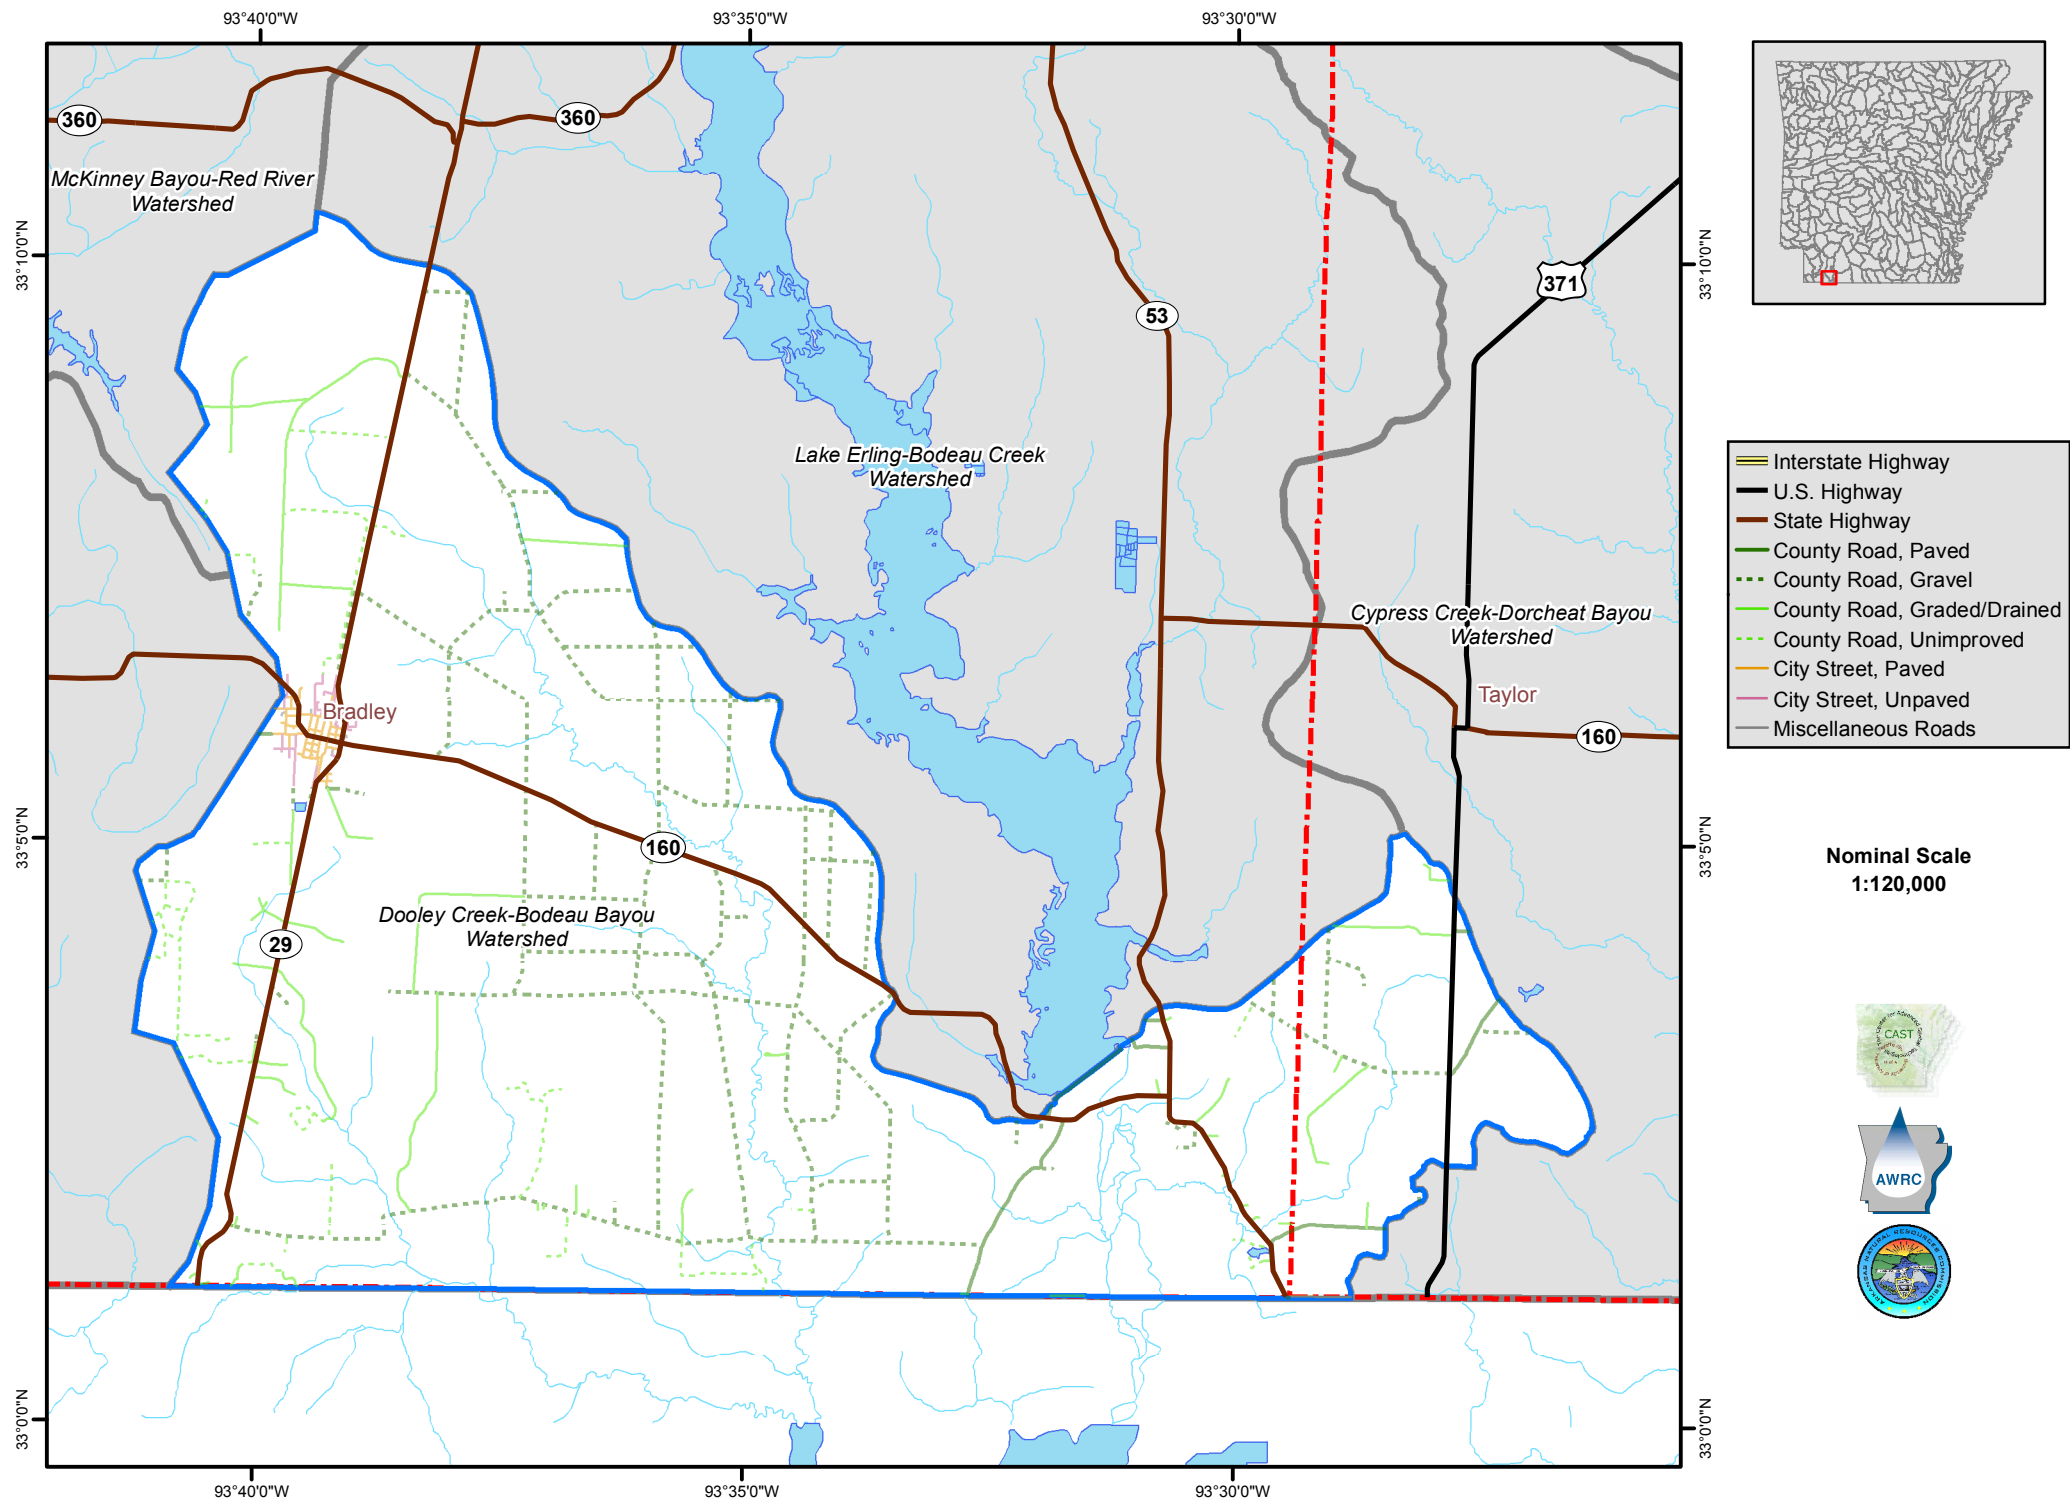 93°40'0"W
93°35'0"W
93°30'0"W
360
360
McKinney Bayou-Red River
Watershed
33°10'0"N
33°10'0"N
371
53
Lake Erling-Bodeau Creek
Watershed
Cypress Creek-Dorcheat Bayou
Watershed
Taylor
Bradley
160
160
33°5'0"N
33°5'0"N
Dooley Creek-Bodeau Bayou
Watershed
29
33°0'0"N
33°0'0"N
93°40'0"W
93°35'0"W
93°30'0"W
Interstate Highway
U.S. Highway
State Highway
County Road, Paved
County Road, Gravel
County Road, Graded/Drained
County Road, Unimproved
City Street, Paved
City Street, Unpaved
Miscellaneous Roads
Nominal Scale
1:120,000
CAST
AWRC
ARKANSAS NATURAL RESOURCES COMMISSION